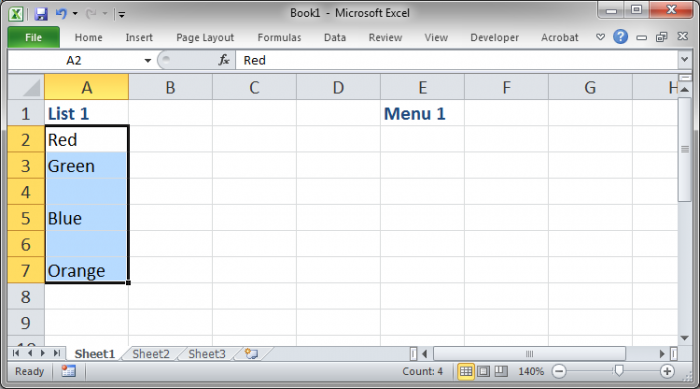 Book1 - Microsoft Excel
File Home Insert Page Layout Formulas Data Review View Developer Acrobat
A2 fx Red
A B C D E F G H
1 List 1 Menu 1
2 Red
3 Green
4
5 Blue
6
7 Orange
8
9
10
Sheet1 Sheet2 Sheet3
Ready Count: 4 140%